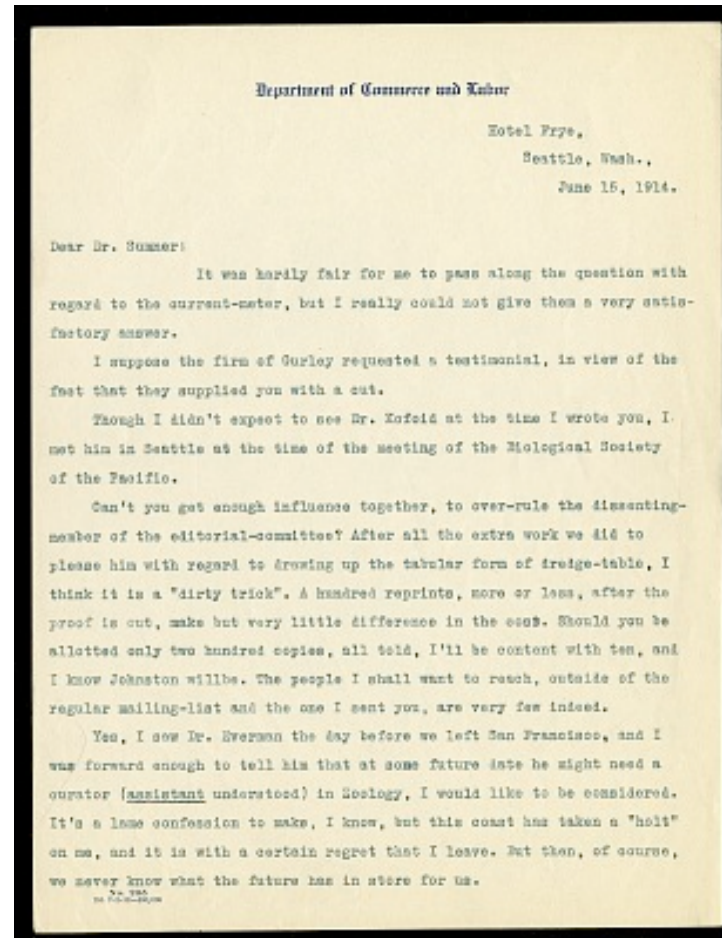 Department of Commerce and Labor
Hotel Frye,
Seattle, Wash.,
June 15, 1914.
Dear Dr. Sumner:
It was hardly fair for me to pass along the question with
regard to the current-meter, but I really could not give them a very satis-
factory answer.
I suppose the firm of Gurley requested a testimonial, in view of the
fact that they supplied you with a cut.
Though I didn't expect to see Dr. Kofoid at the time I wrote you, I
met him in Seattle at the time of the meeting of the Biological Society
of the Pacific.
Can't you get enough influence together, to over-rule the dissenting-
member of the editorial-committee? After all the extra work we did to
please him with regard to drawing up the tabular form of dredge-table, I
think it is a "dirty trick". A hundred reprints, more or less, after the
proof is cut, make but very little difference in the cost. Should you be
allotted only two hundred copies, all told, I'll be content with ten, and
I know Johnston willbe. The people I shall want to reach, outside of the
regular mailing-list and the one I sent you, are very few indeed.
Yes, I saw Dr. Everman the day before we left San Francisco, and I
was forward enough to tell him that at some future date he might need a
curator (assistant understood) in Zoology, I would like to be considered.
It's a lame confession to make, I know, but this coast has taken a "holt"
on me, and it is with a certain regret that I leave. But then, of course,
we never know what the future has in store for us.